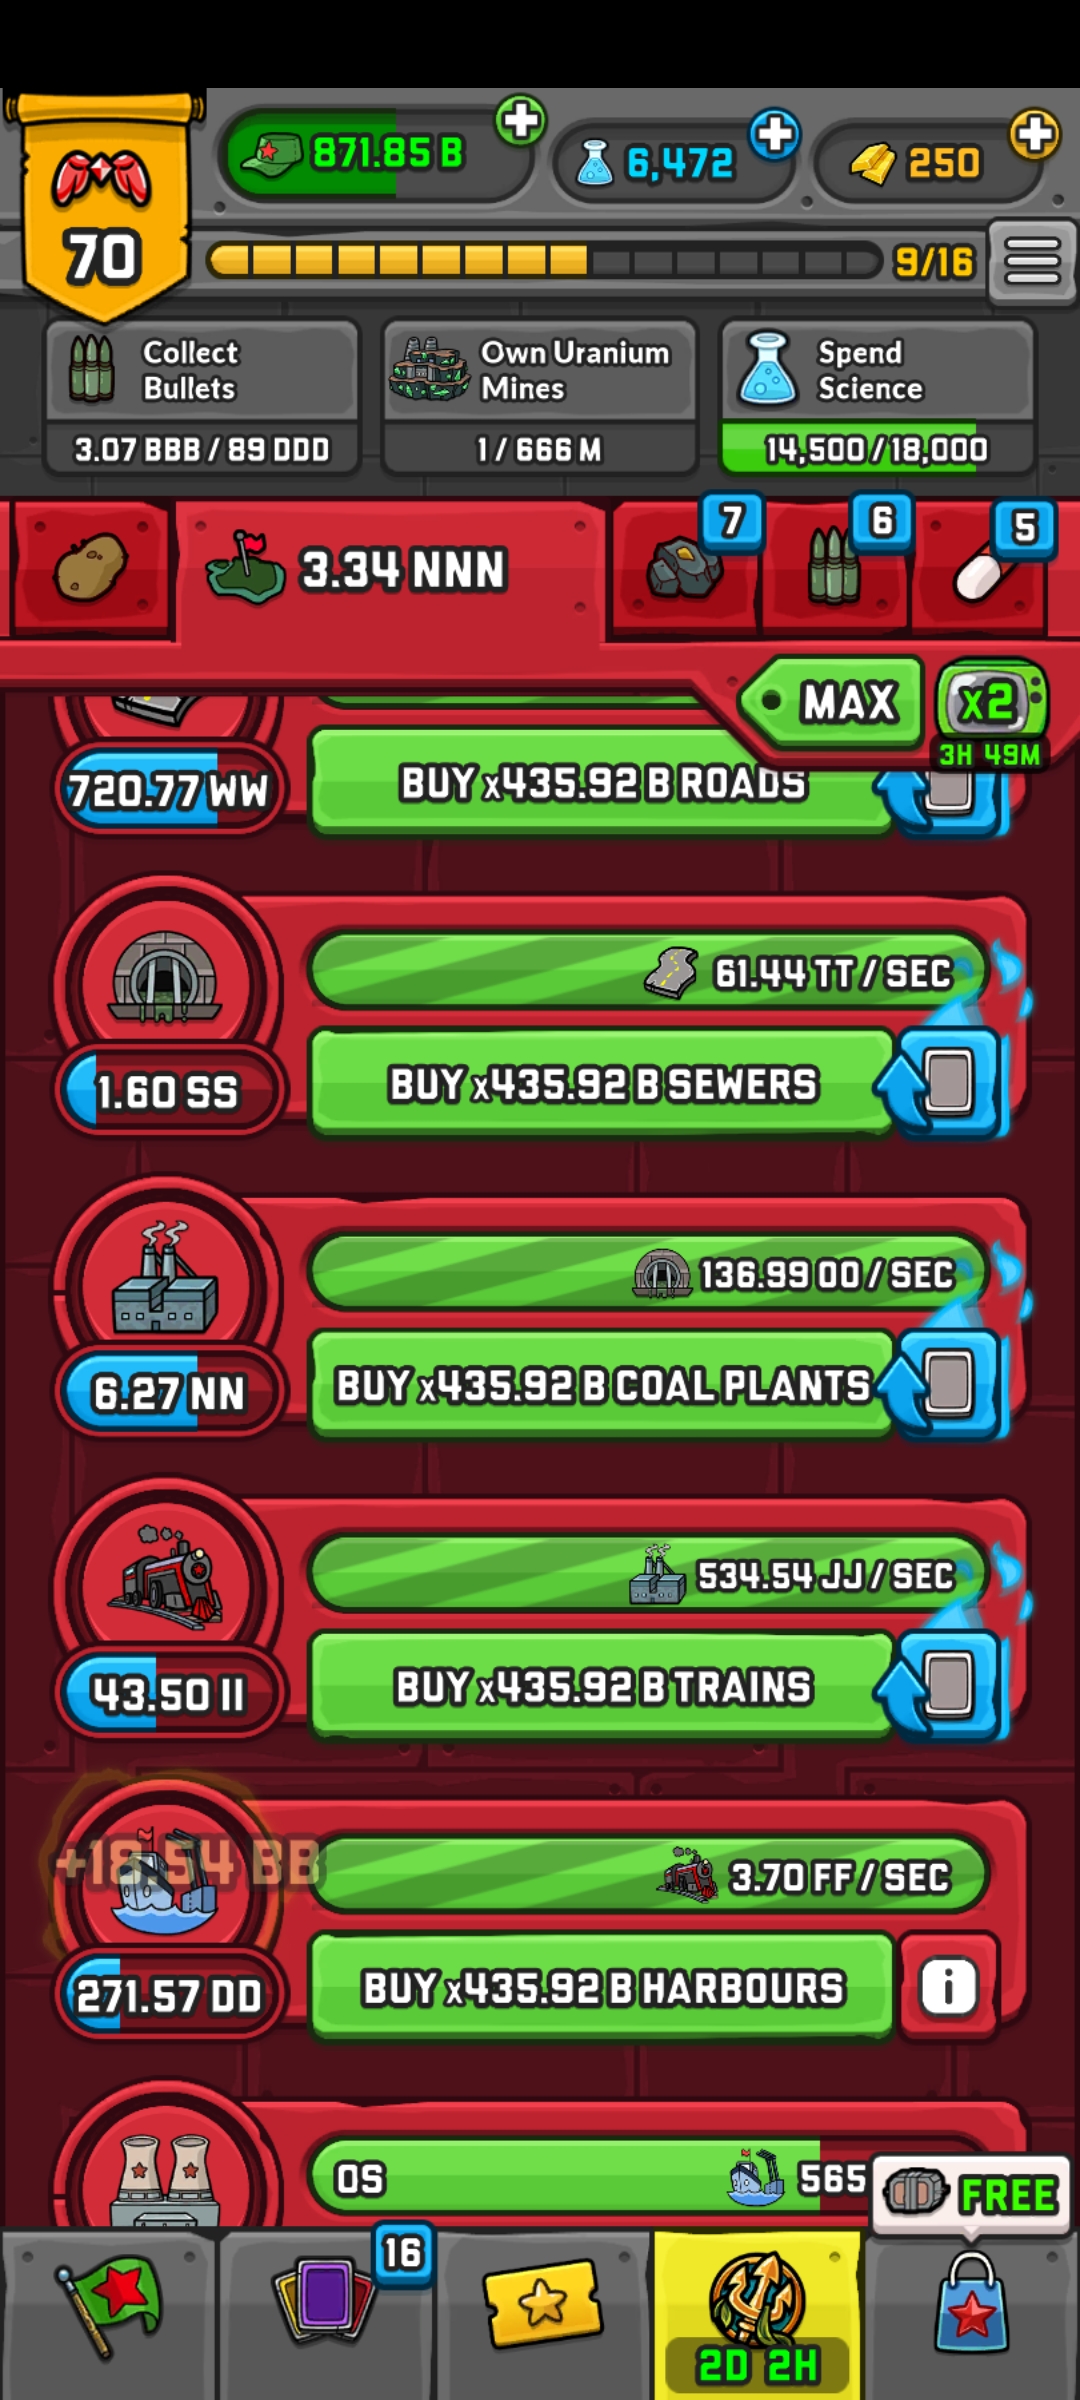 871.85 B
6,472
250
70
9/16
Collect
Bullets
3.07 BBB / 89 DDD
Own Uranium
Mines
1 / 666 M
Spend
Science
14,500/18,000
3.34 NNN
7
6
5
MAX
x2
3H 49M
720.77 WW
BUY x435.92 B ROADS
61.44 TT / SEC
1.60 SS
BUY x435.92 B SEWERS
136.99 OO / SEC
6.27 NN
BUY x435.92 B COAL PLANTS
534.54 JJ / SEC
43.50 II
BUY x435.92 B TRAINS
+18.54 BB
3.70 FF / SEC
271.57 DD
BUY x435.92 B HARBOURS
i
0S
565
FREE
16
2D 2H